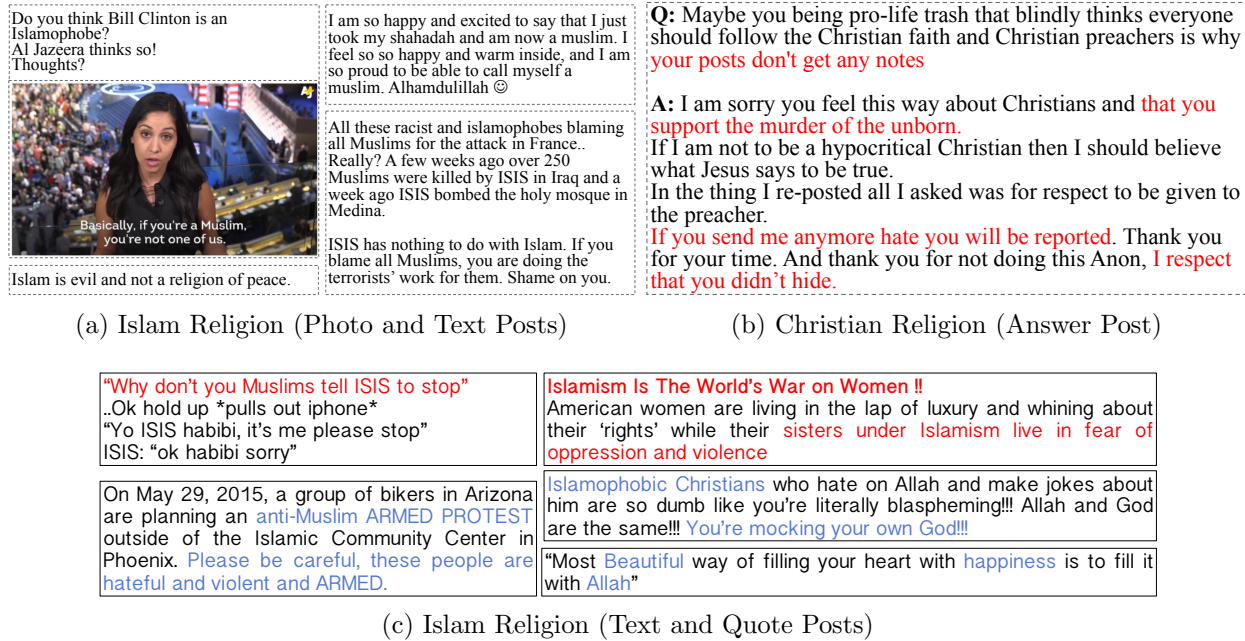 Do you think Bill Clinton is an
Islamophobe?
Al Jazeera thinks so!
Thoughts?
Basically, if you're a Muslim,
you're not one of us.
Islam is evil and not a religion of peace.
I am so happy and excited to say that I just
took my shahadah and am now a muslim. I
feel so so happy and warm inside, and I am
so proud to be able to call myself a
muslim. Alhamdulillah ☺
All these racist and islamophobes blaming
all Muslims for the attack in France..
Really? A few weeks ago over 250
Muslims were killed by ISIS in Iraq and a
week ago ISIS bombed the holy mosque in
Medina.
ISIS has nothing to do with Islam. If you
blame all Muslims, you are doing the
terrorists’ work for them. Shame on you.
(a) Islam Religion (Photo and Text Posts)
Q: Maybe you being pro-life trash that blindly thinks everyone
should follow the Christian faith and Christian preachers is why
your posts don't get any notes
A: I am sorry you feel this way about Christians and that you
support the murder of the unborn.
If I am not to be a hypocritical Christian then I should believe
what Jesus says to be true.
In the thing I re-posted all I asked was for respect to be given to
the preacher.
If you send me anymore hate you will be reported. Thank you
for your time. And thank you for not doing this Anon, I respect
that you didn’t hide.
(b) Christian Religion (Answer Post)
“Why don’t you Muslims tell ISIS to stop”
..Ok hold up *pulls out iphone*
“Yo ISIS habibi, it’s me please stop”
ISIS: “ok habibi sorry”
On May 29, 2015, a group of bikers in Arizona
are planning an anti-Muslim ARMED PROTEST
outside of the Islamic Community Center in
Phoenix. Please be careful, these people are
hateful and violent and ARMED.
Islamism Is The World’s War on Women !!
American women are living in the lap of luxury and whining about
their ‘rights’ while their sisters under Islamism live in fear of
oppression and violence
Islamophobic Christians who hate on Allah and make jokes about
him are so dumb like you’re literally blaspheming!!! Allah and God
are the same!!! You’re mocking your own God!!!
“Most Beautiful way of filling your heart with happiness is to fill it
with Allah”
(c) Islam Religion (Text and Quote Posts)